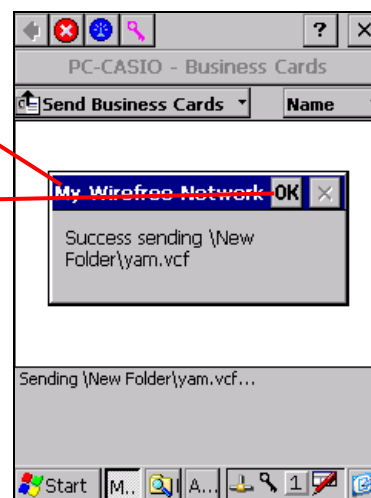 ?
PC-CASIO - Business Cards
Send Business Cards Name
My Wirefree Network OK
Success sending \New
Folder\yam.vcf
Sending \New Folder\yam.vcf...
Start M.. A... 1